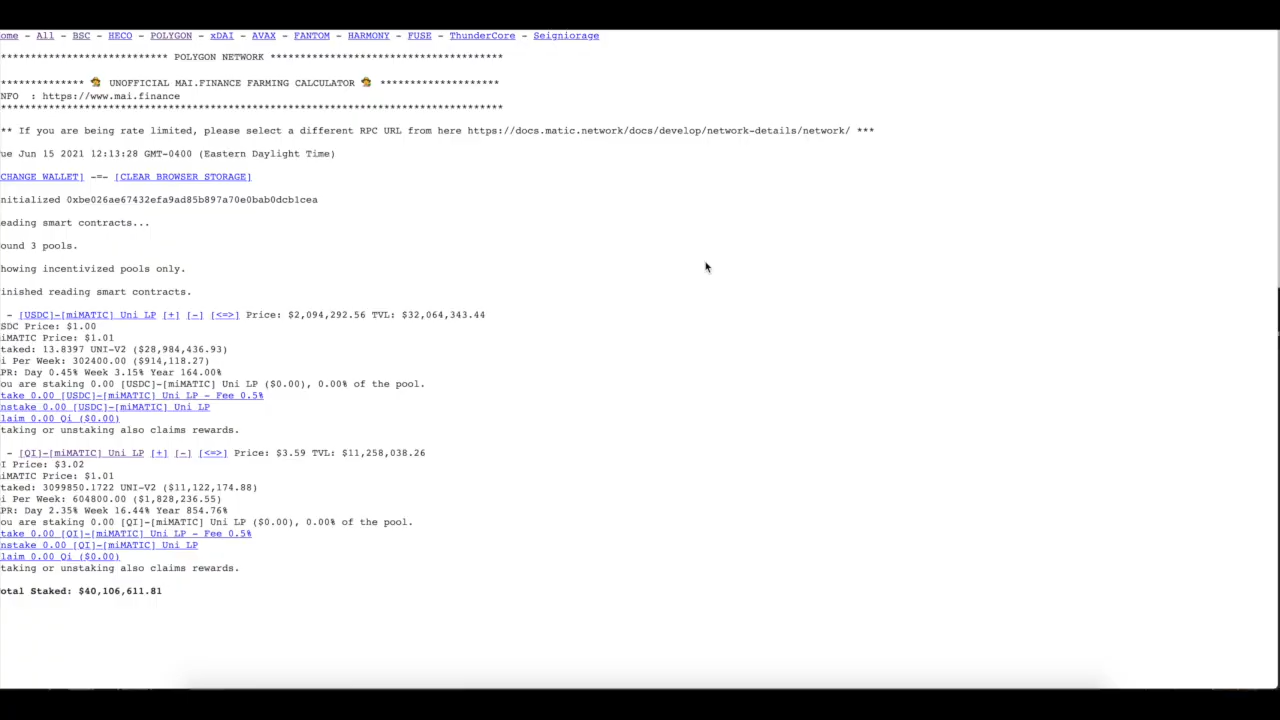 ome - All - BSC - HECO - POLYGON - xDAI - AVAX - FANTOM - HARMONY - FUSE - ThunderCore - Seigniorage
**************************** POLYGON NETWORK ***************************************
************** 🤠 UNOFFICIAL MAI.FINANCE FARMING CALCULATOR 🤠 ********************
NFO : https://www.mai.finance
************************************************************************************
** If you are being rate limited, please select a different RPC URL from here https://docs.matic.network/docs/develop/network-details/network/ ***
ue Jun 15 2021 12:13:28 GMT-0400 (Eastern Daylight Time)
CHANGE WALLET] -=- [CLEAR BROWSER STORAGE]
nitialized 0xbe026ae67432efa9ad85b897a70e0bab0dcb1cea
eading smart contracts...
ound 3 pools.
howing incentivized pools only.
inished reading smart contracts.
- [USDC]-[miMATIC] Uni LP [+] [-] [<=>] Price: $2,094,292.56 TVL: $32,064,343.44
SDC Price: $1.00
iMATIC Price: $1.01
taked: 13.8397 UNI-V2 ($28,984,436.93)
i Per Week: 302400.00 ($914,118.27)
PR: Day 0.45% Week 3.15% Year 164.00%
ou are staking 0.00 [USDC]-[miMATIC] Uni LP ($0.00), 0.00% of the pool.
take 0.00 [USDC]-[miMATIC] Uni LP - Fee 0.5%
nstake 0.00 [USDC]-[miMATIC] Uni LP
laim 0.00 Qi ($0.00)
taking or unstaking also claims rewards.
- [QI]-[miMATIC] Uni LP [+] [-] [<=>] Price: $3.59 TVL: $11,258,038.26
I Price: $3.02
iMATIC Price: $1.01
taked: 3099850.1722 UNI-V2 ($11,122,174.88)
i Per Week: 604800.00 ($1,828,236.55)
PR: Day 2.35% Week 16.44% Year 854.76%
ou are staking 0.00 [QI]-[miMATIC] Uni LP ($0.00), 0.00% of the pool.
take 0.00 [QI]-[miMATIC] Uni LP - Fee 0.5%
nstake 0.00 [QI]-[miMATIC] Uni LP
laim 0.00 Qi ($0.00)
taking or unstaking also claims rewards.
otal Staked: $40,106,611.81